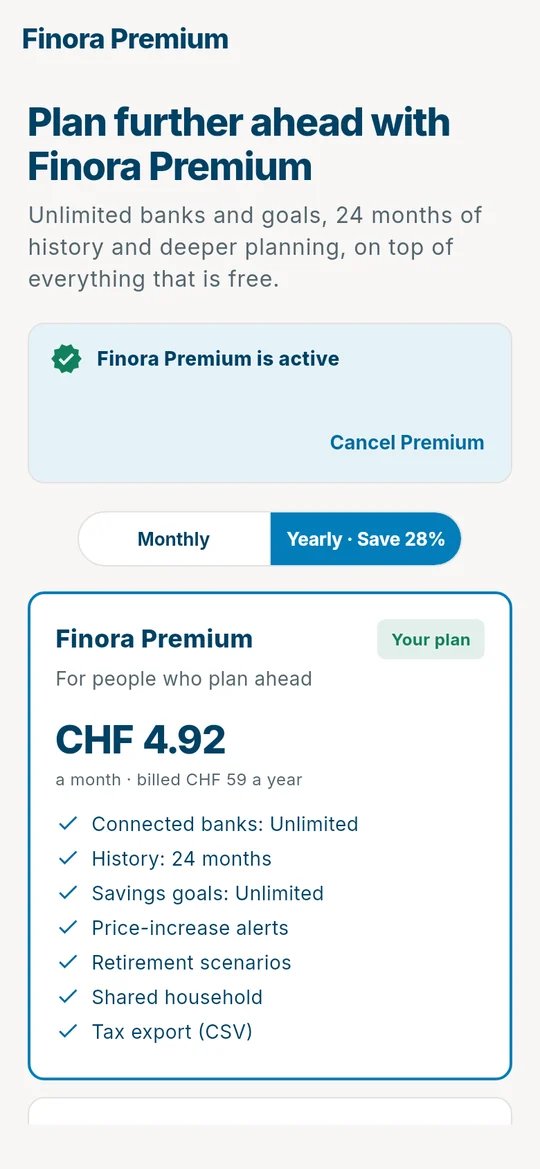 Finora Premium
Plan further ahead with
Finora Premium
Unlimited banks and goals, 24 months of
history and deeper planning, on top of
everything that is free.
Finora Premium is active
Cancel Premium
Monthly
Yearly · Save 28%
Finora Premium
Your plan
For people who plan ahead
CHF 4.92
a month · billed CHF 59 a year
Connected banks: Unlimited
History: 24 months
Savings goals: Unlimited
Price-increase alerts
Retirement scenarios
Shared household
Tax export (CSV)